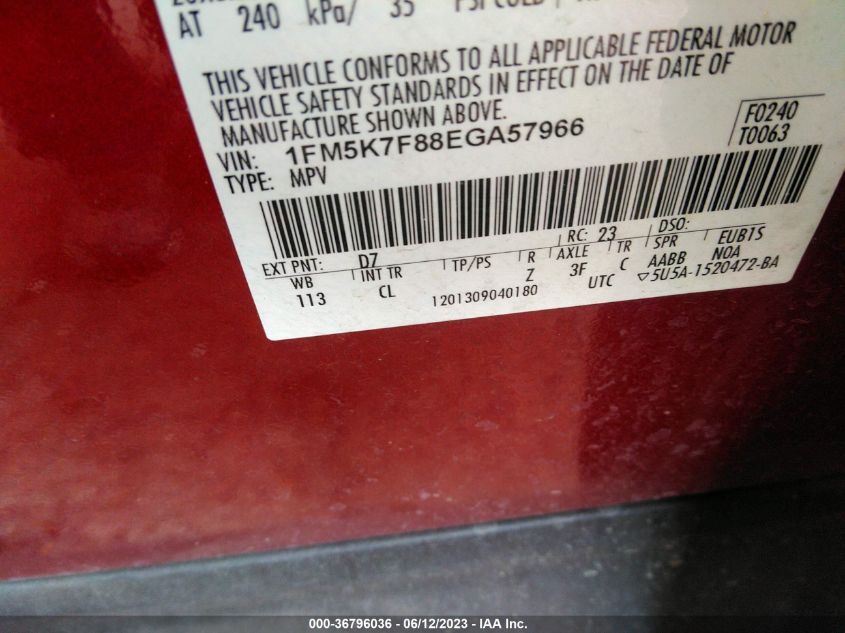 AT 240 kPa/ 35 PSI COLD
THIS VEHICLE CONFORMS TO ALL APPLICABLE FEDERAL MOTOR
VEHICLE SAFETY STANDARDS IN EFFECT ON THE DATE OF
MANUFACTURE SHOWN ABOVE.
VIN: 1FM5K7F88EGA57966
TYPE: MPV
F0240
T0063
EXT PNT: D7 RC: 23 DSO:
WB INT TR TP/PS R AXLE TR SPR EUB1S
113 CL Z 3F C AABB NOA
1201309040180 UTC ▽5U5A-1520472-BA
000-36796036 - 06/12/2023 - IAA Inc.